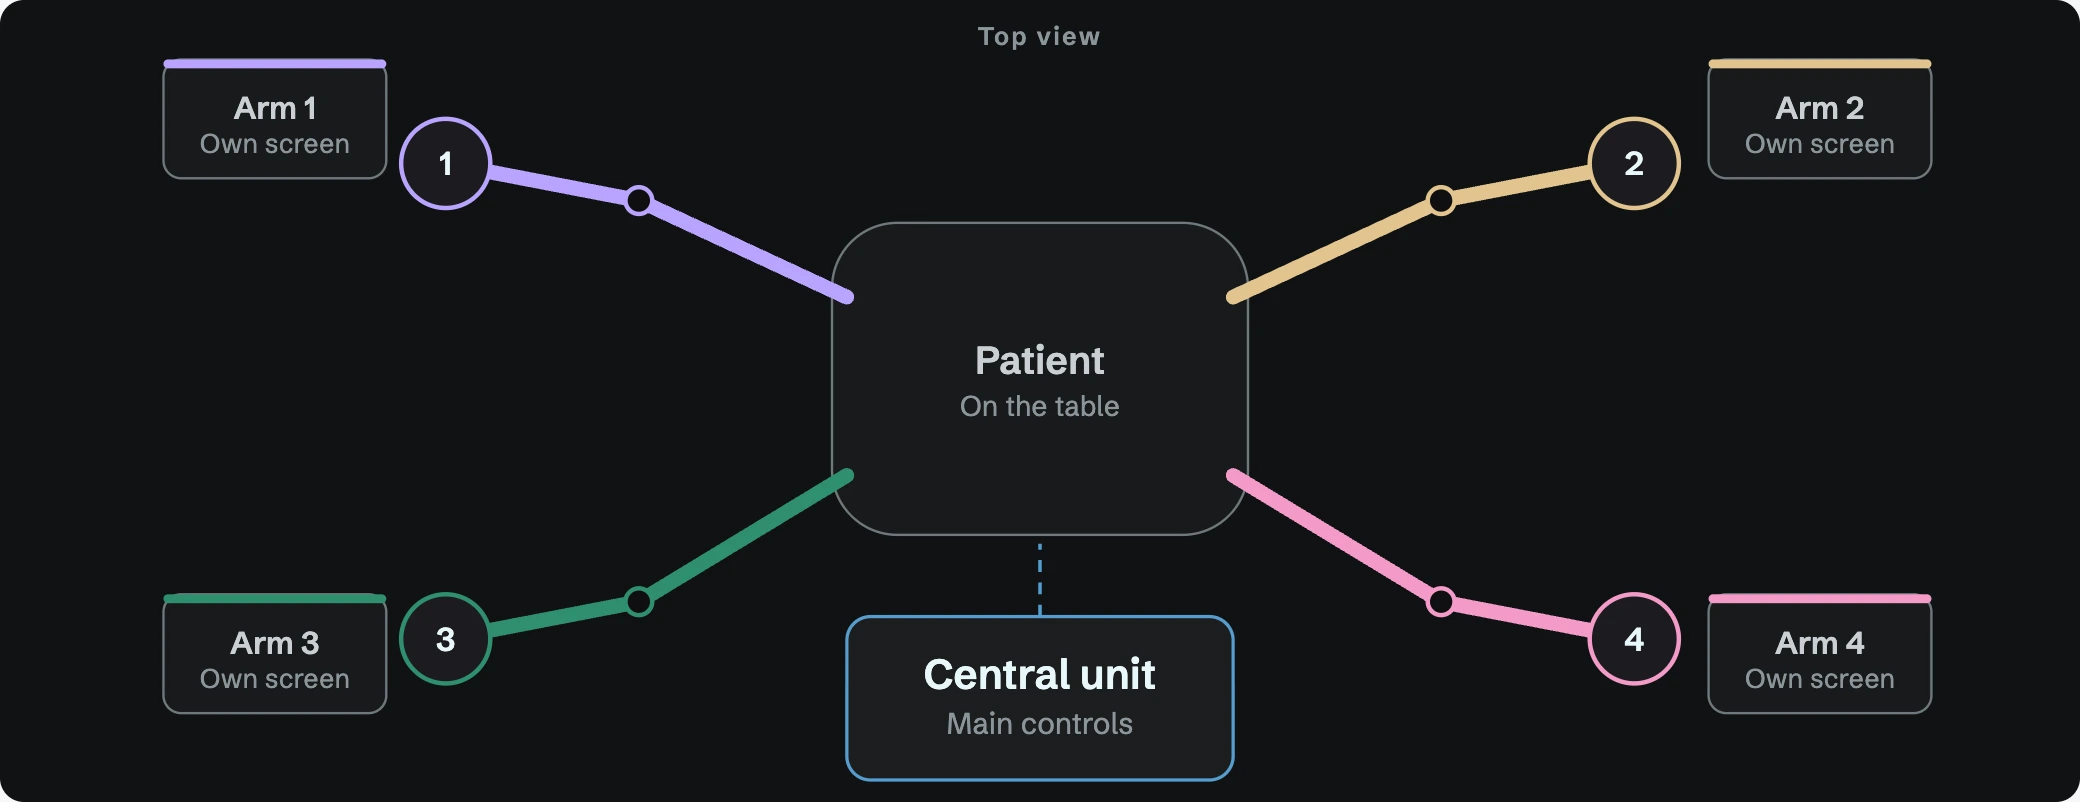 Top view
Arm 1
Own screen
1
2
Arm 2
Own screen
Patient
On the table
Arm 3
Own screen
3
Central unit
Main controls
4
Arm 4
Own screen